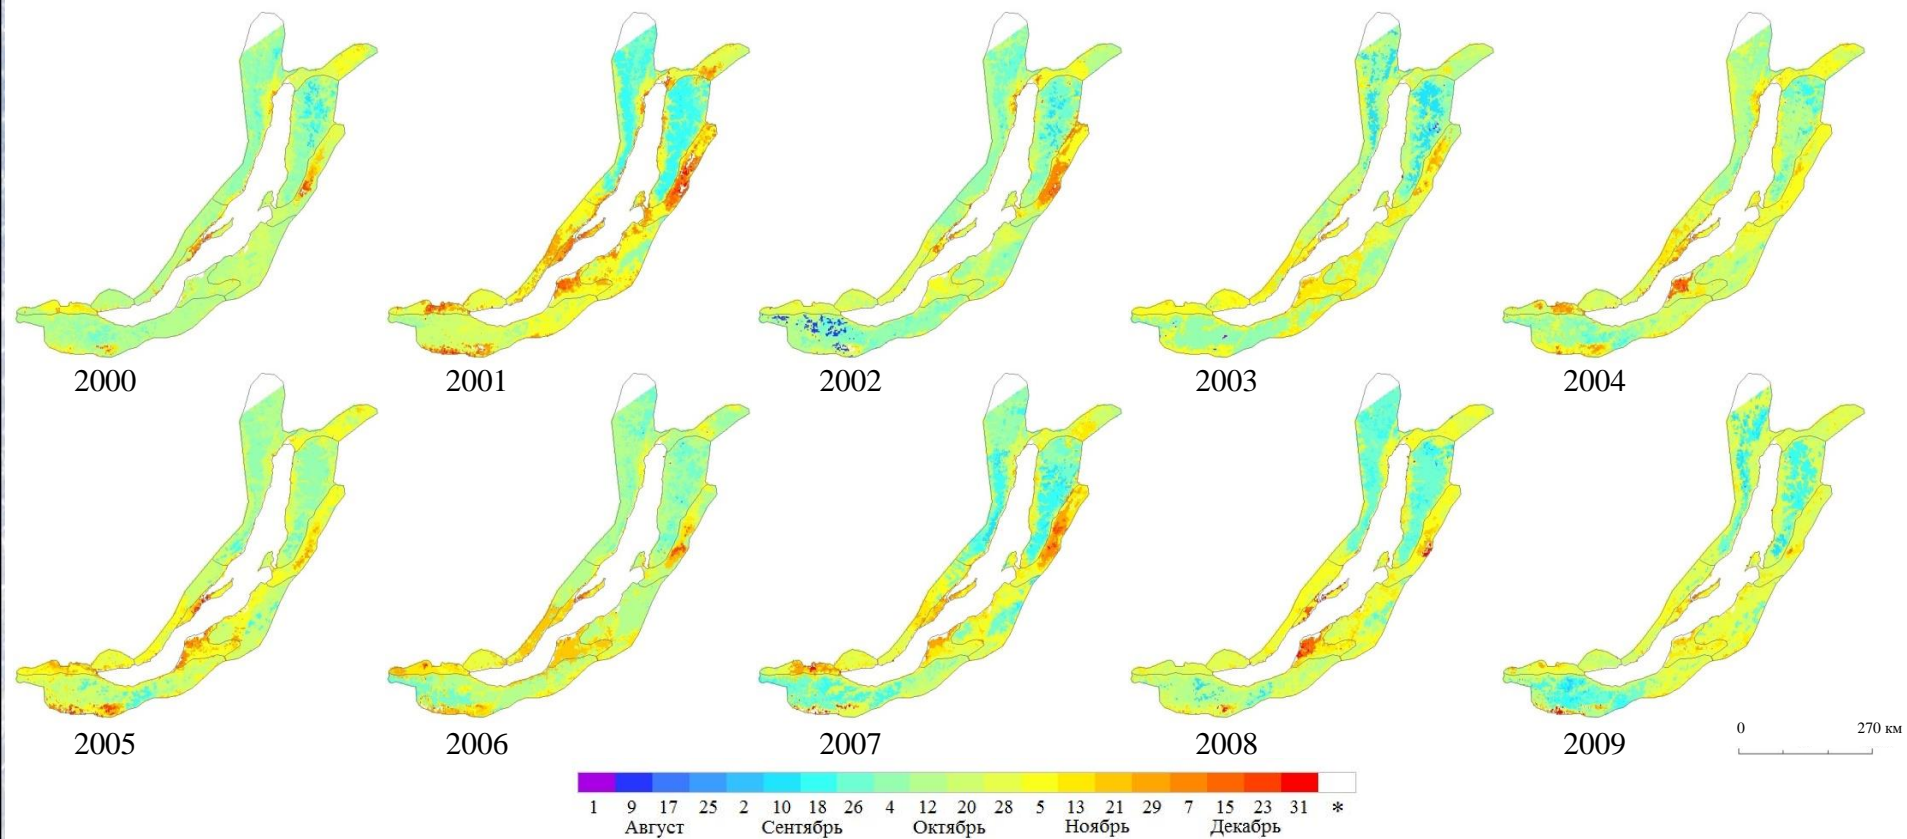 2000 2001 2002 2003 2004
2005 2006 2007 2008 2009
0 270 км
1 9 17 25 2 10 18 26 4 12 20 28 5 13 21 29 7 15 23 31 *
Август Сентябрь Октябрь Ноябрь Декабрь